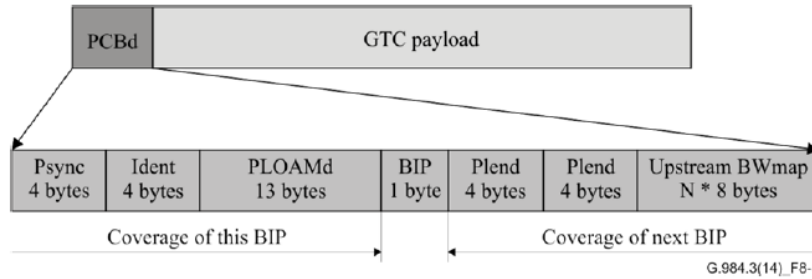 PCBd
GTC payload
Psync
4 bytes
Ident
4 bytes
PLOAMd
13 bytes
BIP
1 byte
Plend
4 bytes
Plend
4 bytes
Upstream BWmap
N * 8 bytes
Coverage of this BIP
Coverage of next BIP
G.984.3(14)_F8-